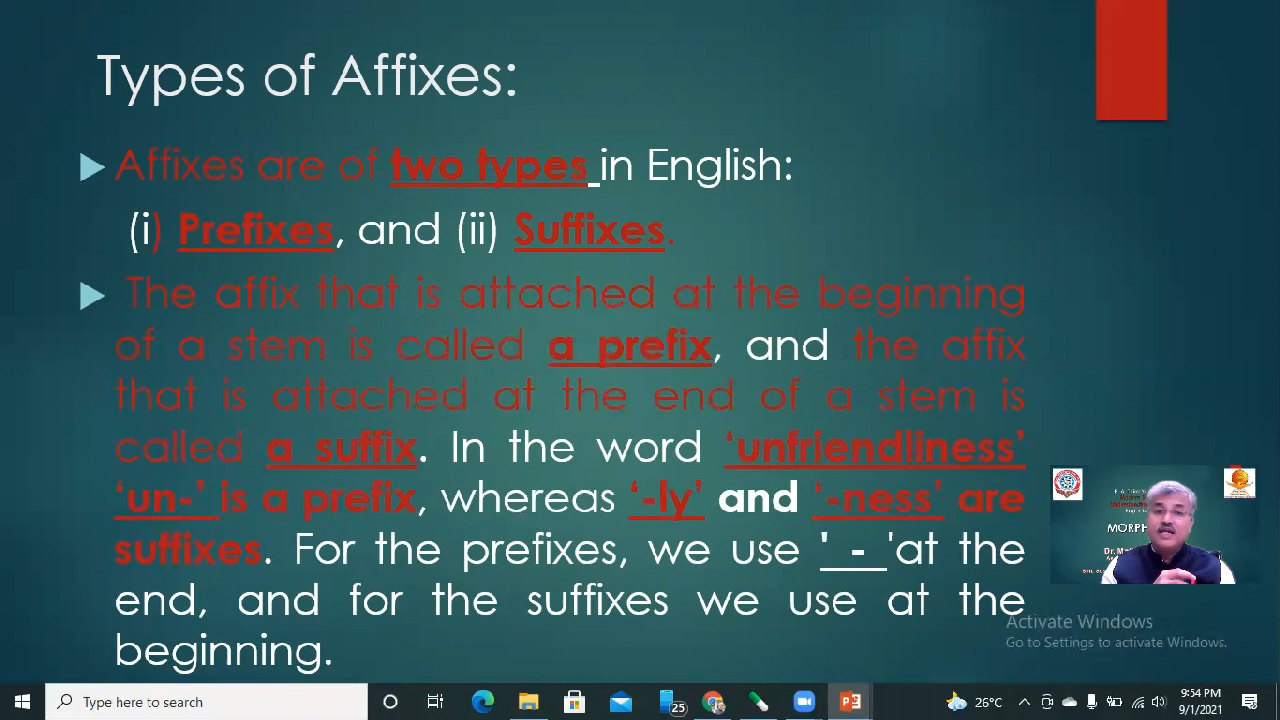 Types of Affixes:
Affixes are of two types in English:
(i) Prefixes, and (ii) Suffixes.
The affix that is attached at the beginning
of a stem is called a prefix, and the affix
that is attached at the end of a stem is
called a suffix. In the word ‘unfriendliness’
‘un-’ is a prefix, whereas ‘-ly’ and ‘-ness’ are
suffixes. For the prefixes, we use ' - 'at the
end, and for the suffixes we use at the
beginning.
MORPH
Activate Windows
Go to Settings to activate Windows.
Type here to search
25
26°C
9:54 PM
9/1/2021